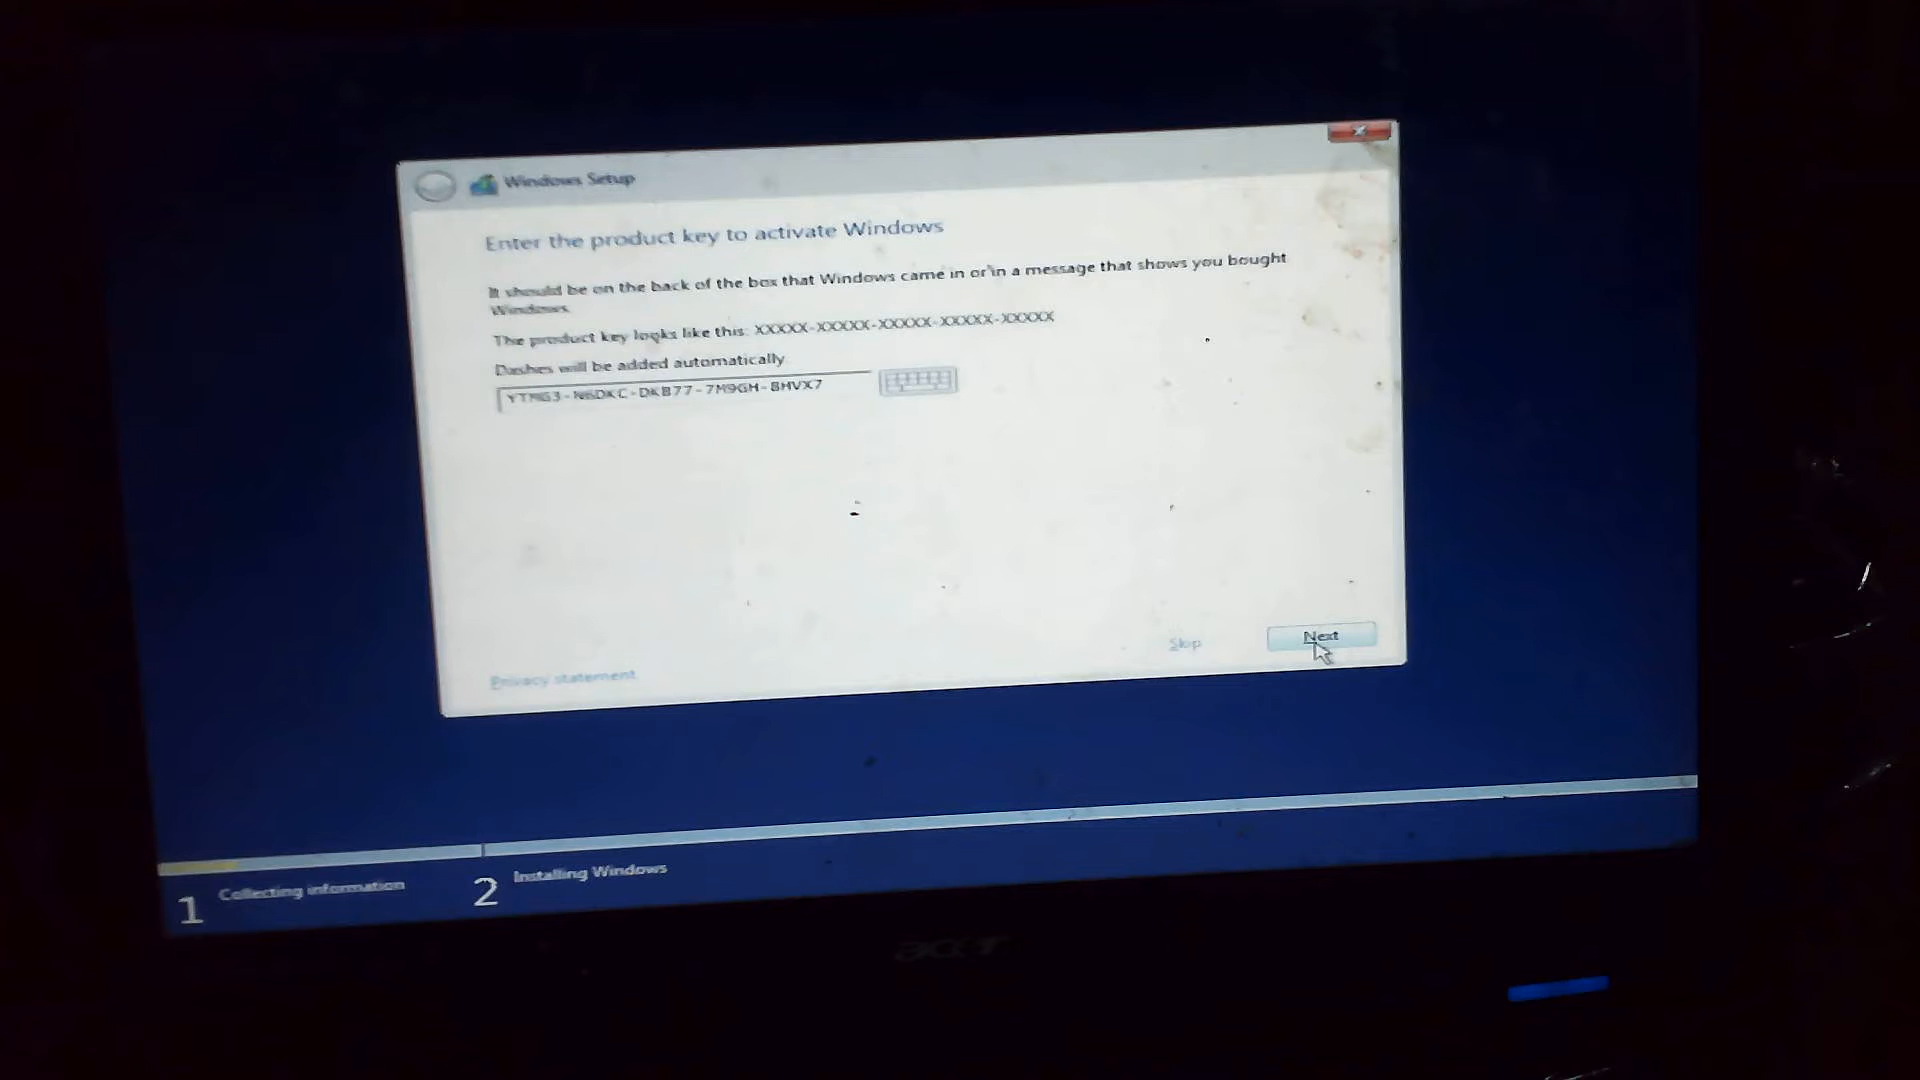 Windows Setup
Enter the product key to activate Windows
It should be on the back of the box that Windows came in or in a message that shows you bought
Windows.
The product key looks like this: XXXXX-XXXXX-XXXXX-XXXXX-XXXXX
Dashes will be added automatically
YTMG3-N6DKC-DKB77-7M9GH-8HVX7
Skip
Next
Privacy statement
1 Collecting information
2 Installing Windows
acer